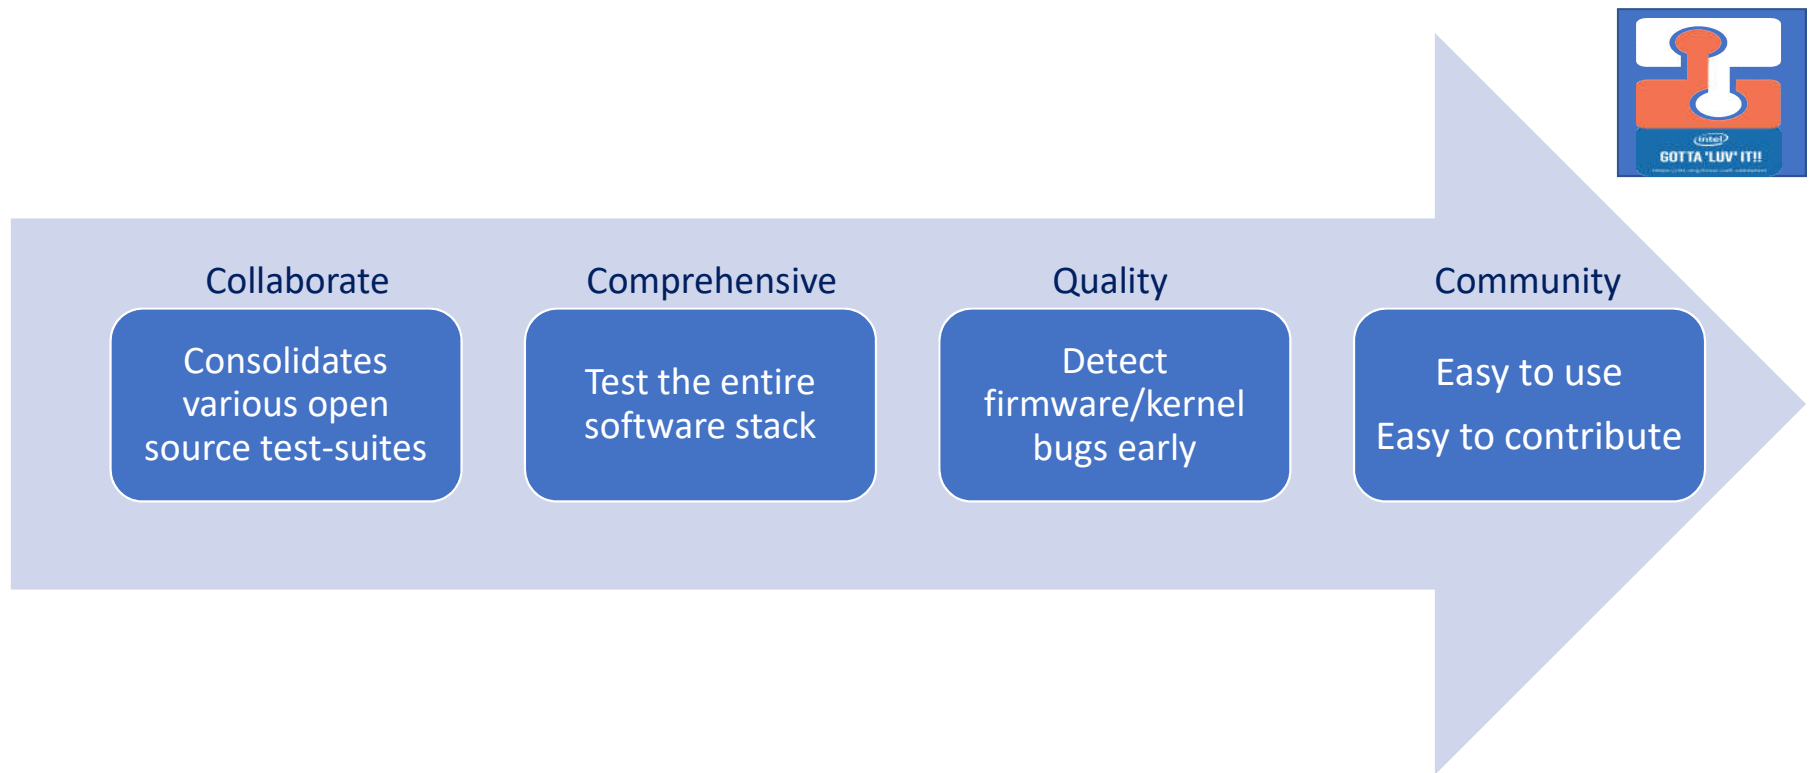 (intel)
GOTTA 'LUV' IT!!
Collaborate
Consolidates
various open
source test-suites
Comprehensive
Test the entire
software stack
Quality
Detect
firmware/kernel
bugs early
Community
Easy to use
Easy to contribute